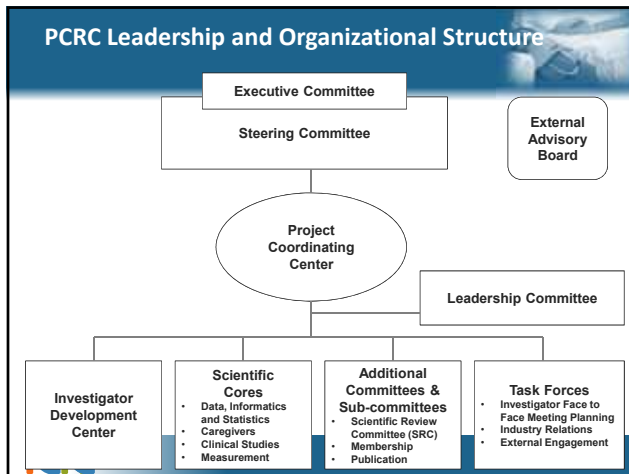 PCRC Leadership and Organizational Structure
Executive Committee
Steering Committee
External
Advisory
Board
Project
Coordinating
Center
Leadership Committee
Investigator
Development
Center
Scientific
Cores
• Data, Informatics
and Statistics
• Caregivers
• Clinical Studies
• Measurement
Additional
Committees &
Sub-committees
• Scientific Review
Committee (SRC)
• Membership
• Publication
Task Forces
• Investigator Face to
Face Meeting Planning
• Industry Relations
• External Engagement